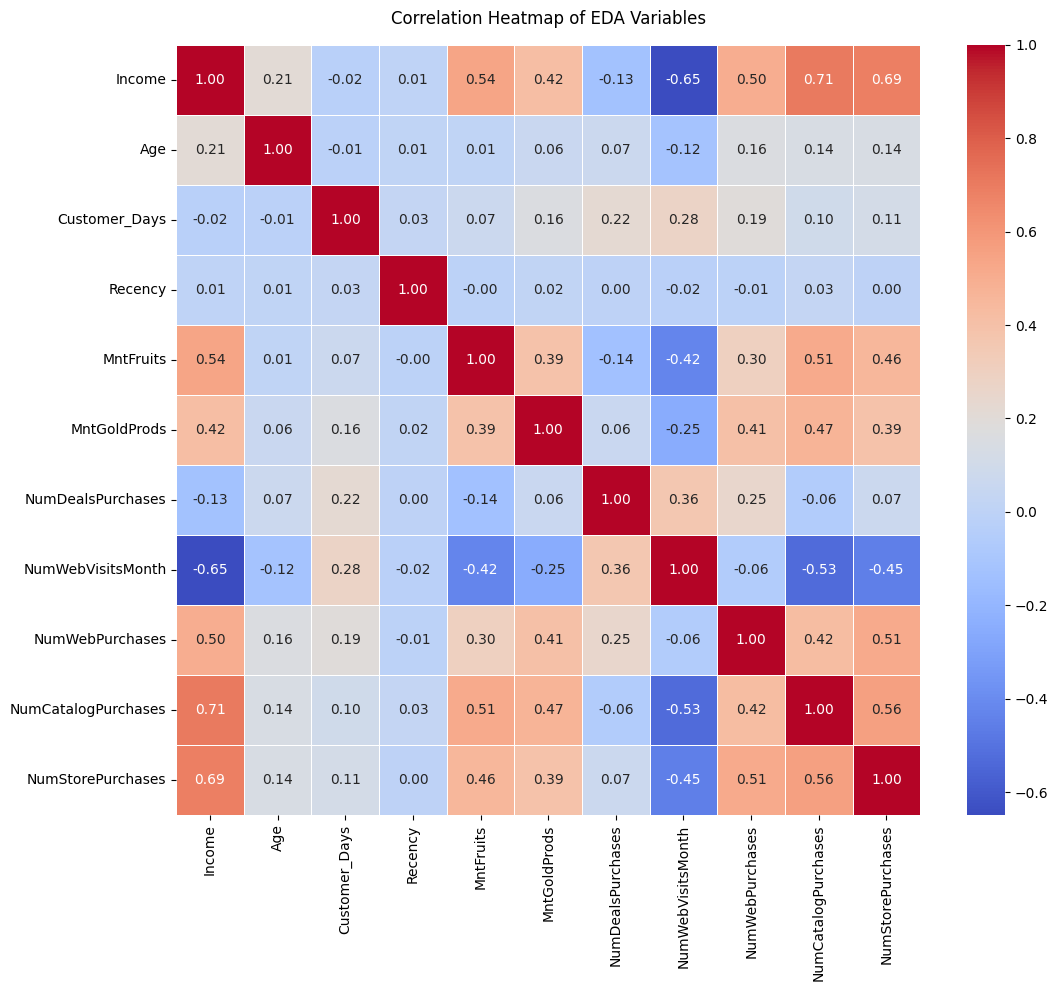 Correlation Heatmap of EDA Variables
Income 1.00 0.21 -0.02 0.01 0.54 0.42 -0.13 -0.65 0.50 0.71 0.69
Age 0.21 1.00 -0.01 0.01 0.01 0.06 0.07 -0.12 0.16 0.14 0.14
Customer_Days -0.02 -0.01 1.00 0.03 0.07 0.16 0.22 0.28 0.19 0.10 0.11
Recency 0.01 0.01 0.03 1.00 -0.00 0.02 0.00 -0.02 -0.01 0.03 0.00
MntFruits 0.54 0.01 0.07 -0.00 1.00 0.39 -0.14 -0.42 0.30 0.51 0.46
MntGoldProds 0.42 0.06 0.16 0.02 0.39 1.00 0.06 -0.25 0.41 0.47 0.39
NumDealsPurchases -0.13 0.07 0.22 0.00 -0.14 0.06 1.00 0.36 0.25 -0.06 0.07
NumWebVisitsMonth -0.65 -0.12 0.28 -0.02 -0.42 -0.25 0.36 1.00 -0.06 -0.53 -0.45
NumWebPurchases 0.50 0.16 0.19 -0.01 0.30 0.41 0.25 -0.06 1.00 0.42 0.51
NumCatalogPurchases 0.71 0.14 0.10 0.03 0.51 0.47 -0.06 -0.53 0.42 1.00 0.56
NumStorePurchases 0.69 0.14 0.11 0.00 0.46 0.39 0.07 -0.45 0.51 0.56 1.00
Income
Age
Customer_Days
Recency
MntFruits
MntGoldProds
NumDealsPurchases
NumWebVisitsMonth
NumWebPurchases
NumCatalogPurchases
NumStorePurchases
1.0
0.8
0.6
0.4
0.2
0.0
−0.2
−0.4
−0.6